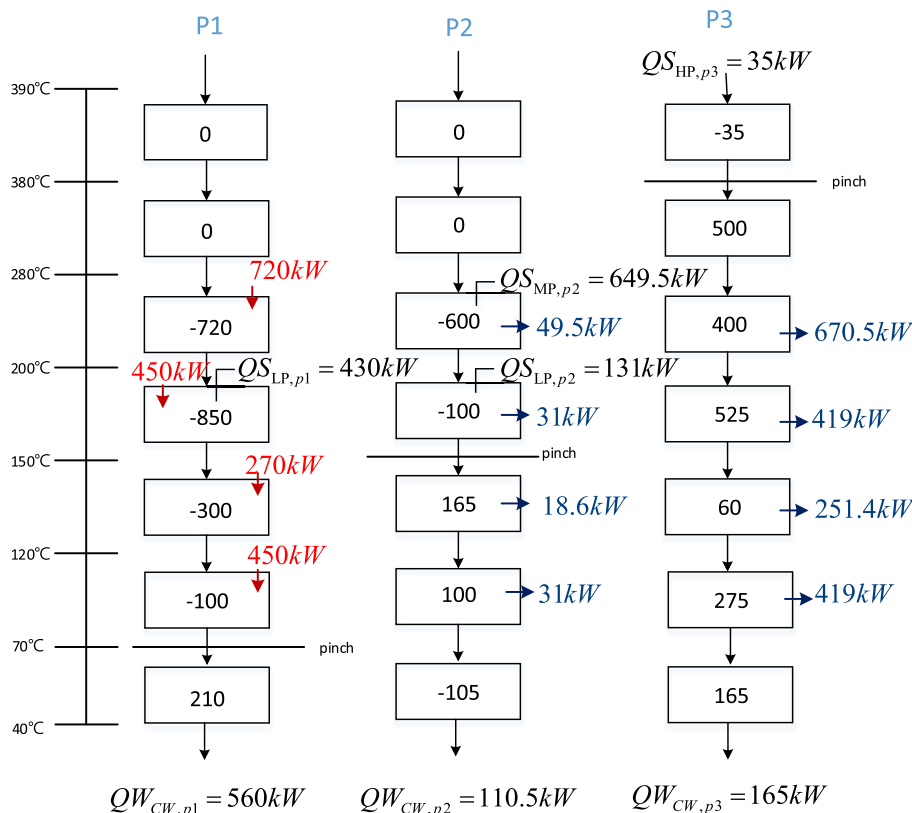 P1
P2
P3
QS_HP,p3 = 35kW
390℃
0
0
-35
380℃
pinch
0
0
500
280℃
720kW
QS_MP,p2 = 649.5kW
-720
-600
49.5kW
400
670.5kW
200℃
450kW
QS_LP,p1 = 430kW
QS_LP,p2 = 131kW
-850
-100
31kW
525
419kW
150℃
270kW
pinch
-300
165
18.6kW
60
251.4kW
120℃
450kW
-100
100
31kW
275
419kW
70℃
pinch
210
-105
165
40℃
QW_CW,p1 = 560kW
QW_CW,p2 = 110.5kW
QW_CW,p3 = 165kW